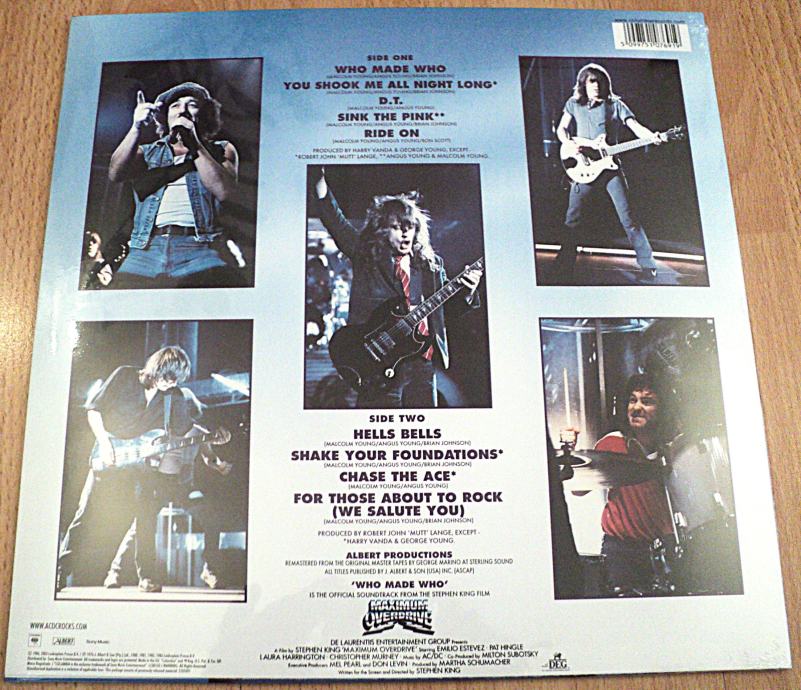 www.columbiarecords.com
5 099751 076919
SIDE ONE
WHO MADE WHO
(MALCOLM YOUNG/ANGUS YOUNG/BRIAN JOHNSON)
YOU SHOOK ME ALL NIGHT LONG*
(MALCOLM YOUNG/ANGUS YOUNG/BRIAN JOHNSON)
D.T.
(MALCOLM YOUNG/ANGUS YOUNG)
SINK THE PINK**
(MALCOLM YOUNG/ANGUS YOUNG/BRIAN JOHNSON)
RIDE ON
(MALCOLM YOUNG/ANGUS YOUNG/BON SCOTT)
PRODUCED BY HARRY VANDA & GEORGE YOUNG, EXCEPT -
*ROBERT JOHN 'MUTT' LANGE, **ANGUS YOUNG & MALCOLM YOUNG.
SIDE TWO
HELLS BELLS
(MALCOLM YOUNG/ANGUS YOUNG/BRIAN JOHNSON)
SHAKE YOUR FOUNDATIONS*
(MALCOLM YOUNG/ANGUS YOUNG/BRIAN JOHNSON)
CHASE THE ACE*
(MALCOLM YOUNG/ANGUS YOUNG)
FOR THOSE ABOUT TO ROCK
(WE SALUTE YOU)
(MALCOLM YOUNG/ANGUS YOUNG/BRIAN JOHNSON)
PRODUCED BY ROBERT JOHN 'MUTT' LANGE, EXCEPT -
*HARRY VANDA & GEORGE YOUNG.
ALBERT PRODUCTIONS
REMASTERED FROM THE ORIGINAL MASTER TAPES BY GEORGE MARINO AT STERLING SOUND
ALL TITLES PUBLISHED BY J. ALBERT & SON (USA) INC. (ASCAP)
'WHO MADE WHO'
IS THE OFFICIAL SOUNDTRACK FROM THE STEPHEN KING FILM
MAXIMUM
OVERDRIVE
DE LAURENTIIS ENTERTAINMENT GROUP Presents
A Film by STEPHEN KING 'MAXIMUM OVERDRIVE' Starring EMILIO ESTEVEZ · PAT HINGLE
LAURA HARRINGTON · CHRISTOPHER MURNEY · Music by AC/DC · Co-Produced by MILTON SUBOTSKY
Executive Producers MEL PEARL and DON LEVIN · Produced by MARTHA SCHUMACHER
Written for the Screen and Directed by STEPHEN KING
DEG
WWW.ACDCROCKS.COM
ALBERT
Sony Music